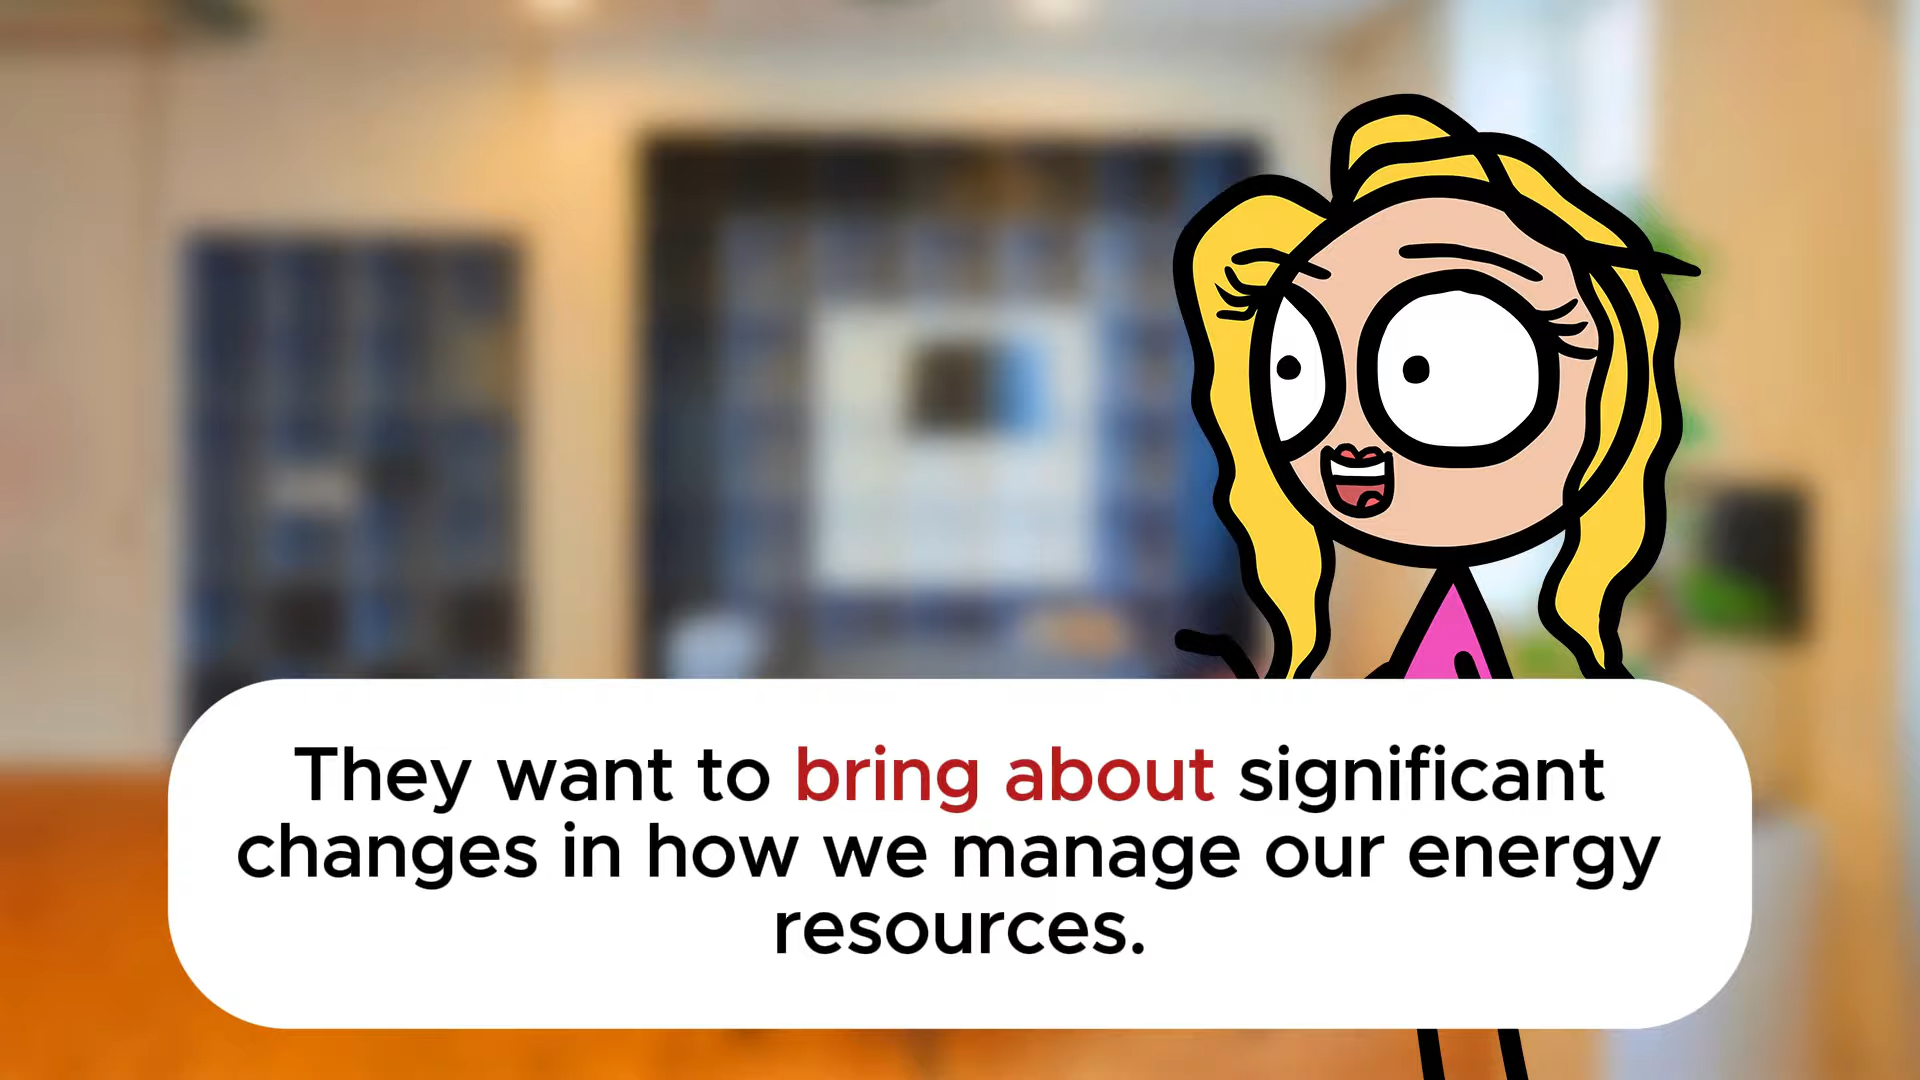 They want to bring about significant
changes in how we manage our energy
resources.